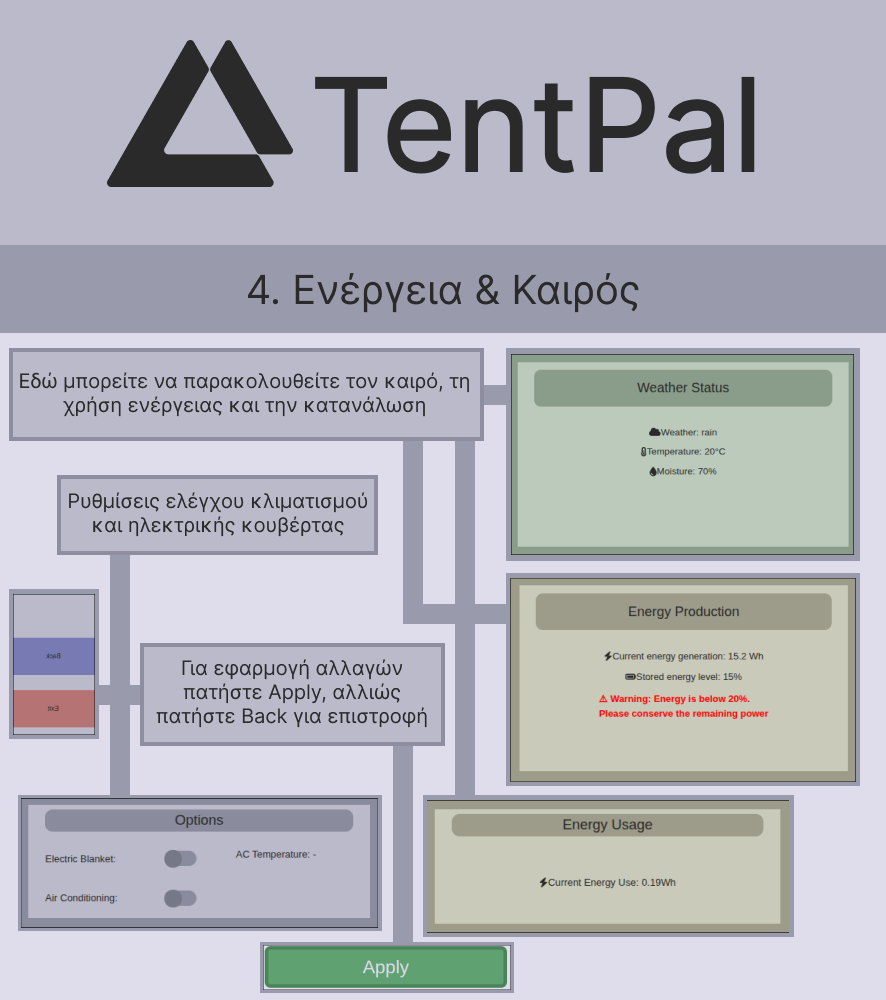 TentPal
4. Ενέργεια & Καιρός
Εδώ μπορείτε να παρακολουθείτε τον καιρό, τη
χρήση ενέργειας και την κατανάλωση
Weather Status
Weather: rain
Temperature: 20°C
Moisture: 70%
Ρυθμίσεις ελέγχου κλιματισμού
και ηλεκτρικής κουβέρτας
Energy Production
Current energy generation: 15.2 Wh
Stored energy level: 15%
⚠ Warning: Energy is below 20%.
Please conserve the remaining power
Για εφαρμογή αλλαγών
πατήστε Apply, αλλιώς
πατήστε Back για επιστροφή
Options
Electric Blanket:
AC Temperature: -
Air Conditioning:
Energy Usage
Current Energy Use: 0.19Wh
Apply